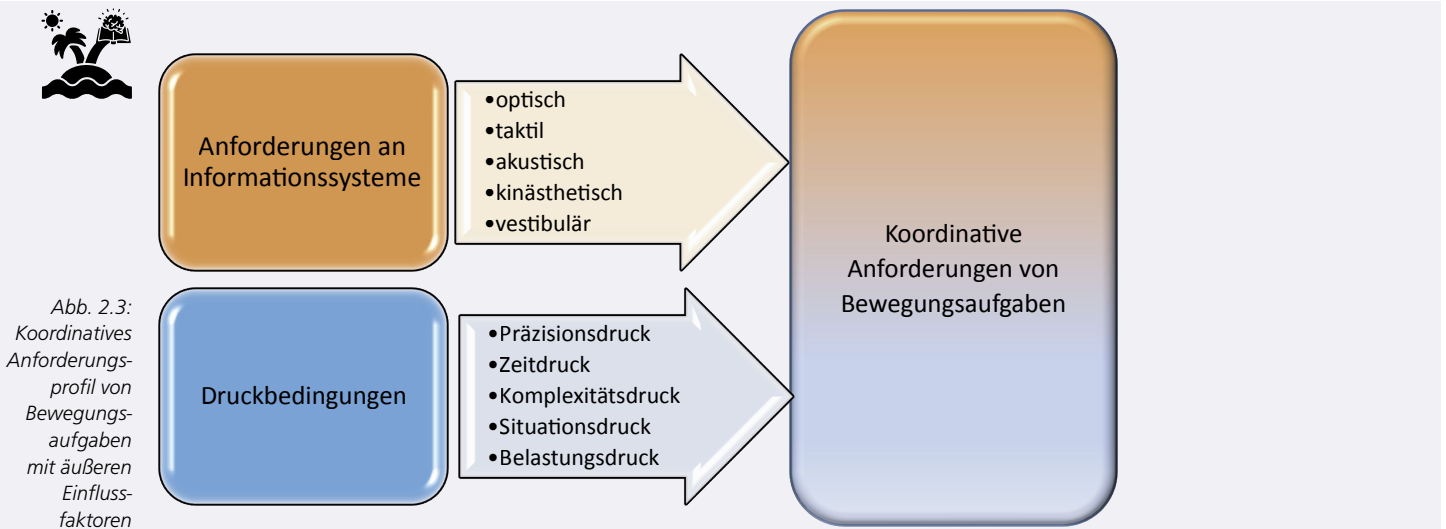 Anforderungen an
Informationssysteme
•optisch
•taktil
•akustisch
•kinästhetisch
•vestibulär
Druckbedingungen
•Präzisionsdruck
•Zeitdruck
•Komplexitätsdruck
•Situationsdruck
•Belastungsdruck
Koordinative
Anforderungen von
Bewegungsaufgaben
Abb. 2.3:
Koordinatives
Anforderungs-
profil von
Bewegungs-
aufgaben
mit äußeren
Einfluss-
faktoren